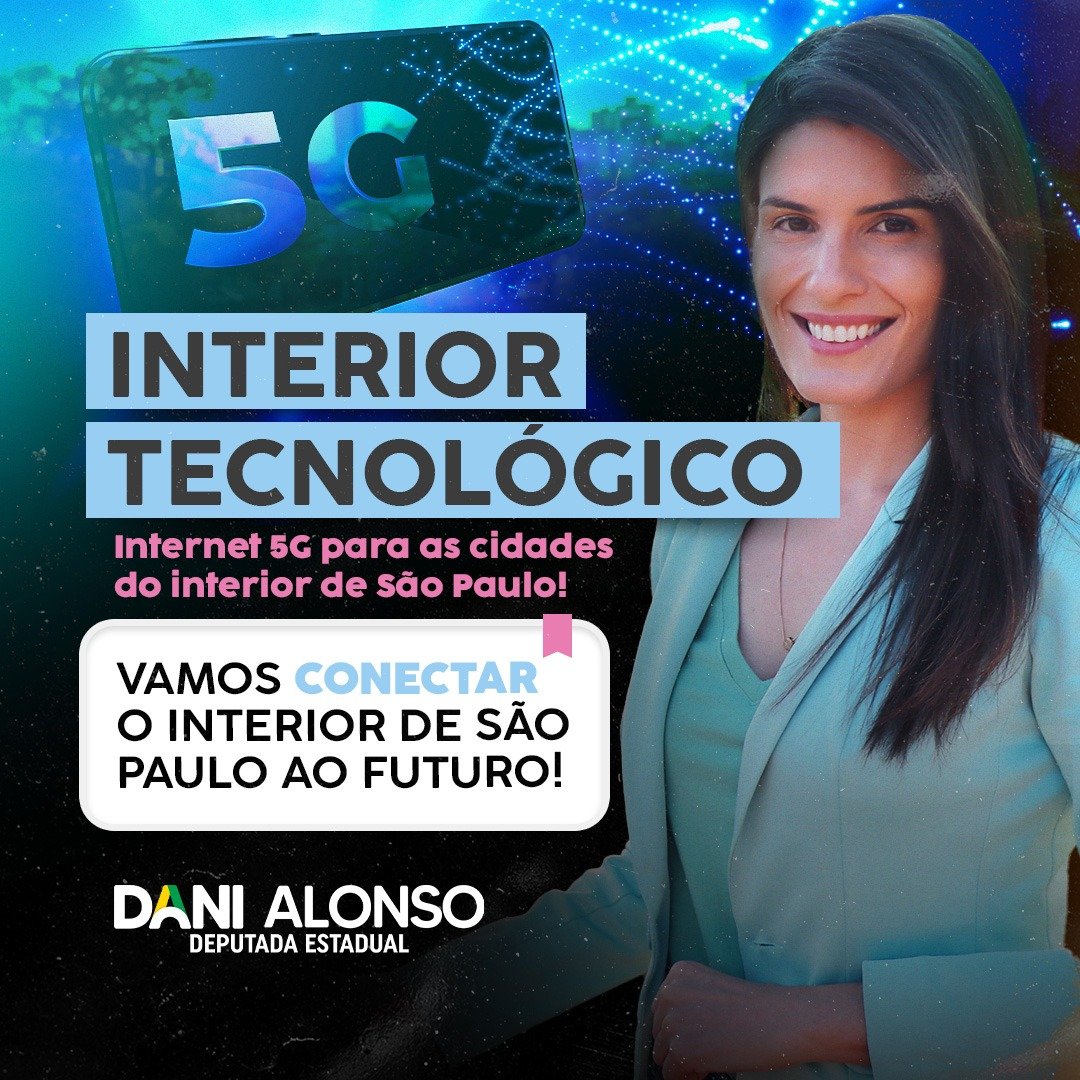 5G
INTERIOR
TECNOLÓGICO
Internet 5G para as cidades
do interior de São Paulo!
VAMOS CONECTAR
O INTERIOR DE SÃO
PAULO AO FUTURO!
DANI ALONSO
DEPUTADA ESTADUAL